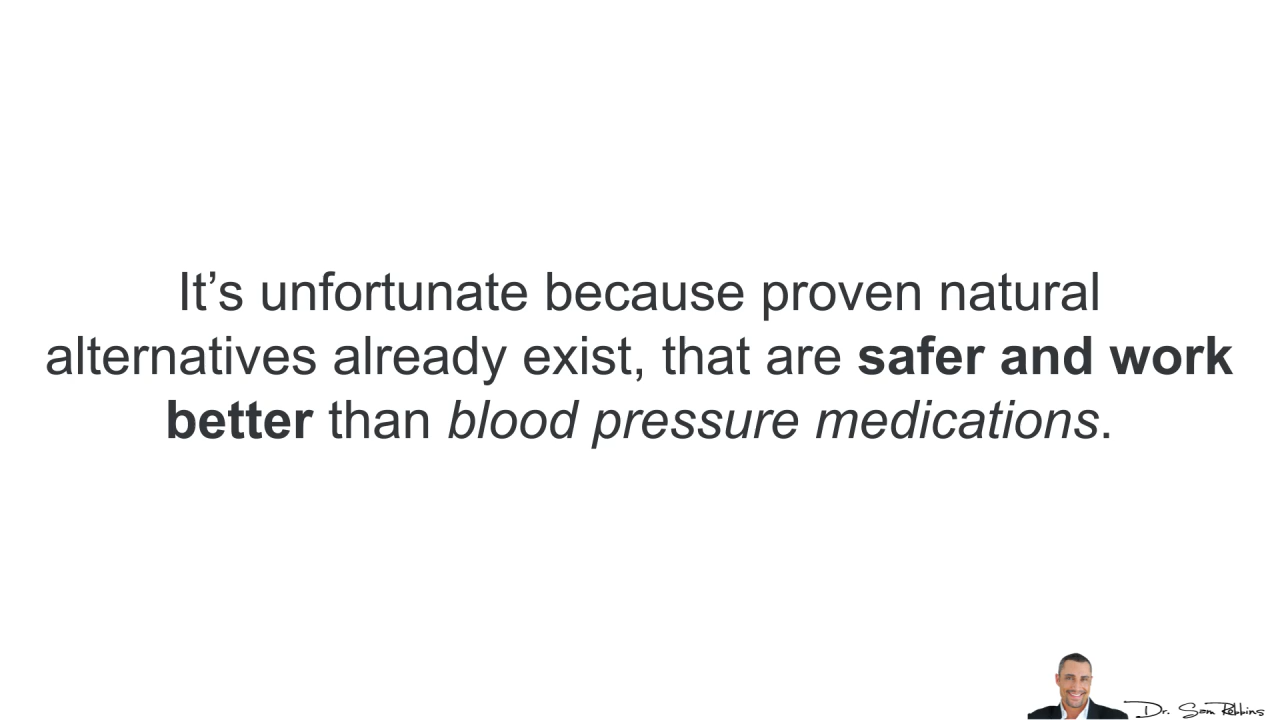 It’s unfortunate because proven natural
alternatives already exist, that are safer and work
better than blood pressure medications.
Dr. Sam Robbins